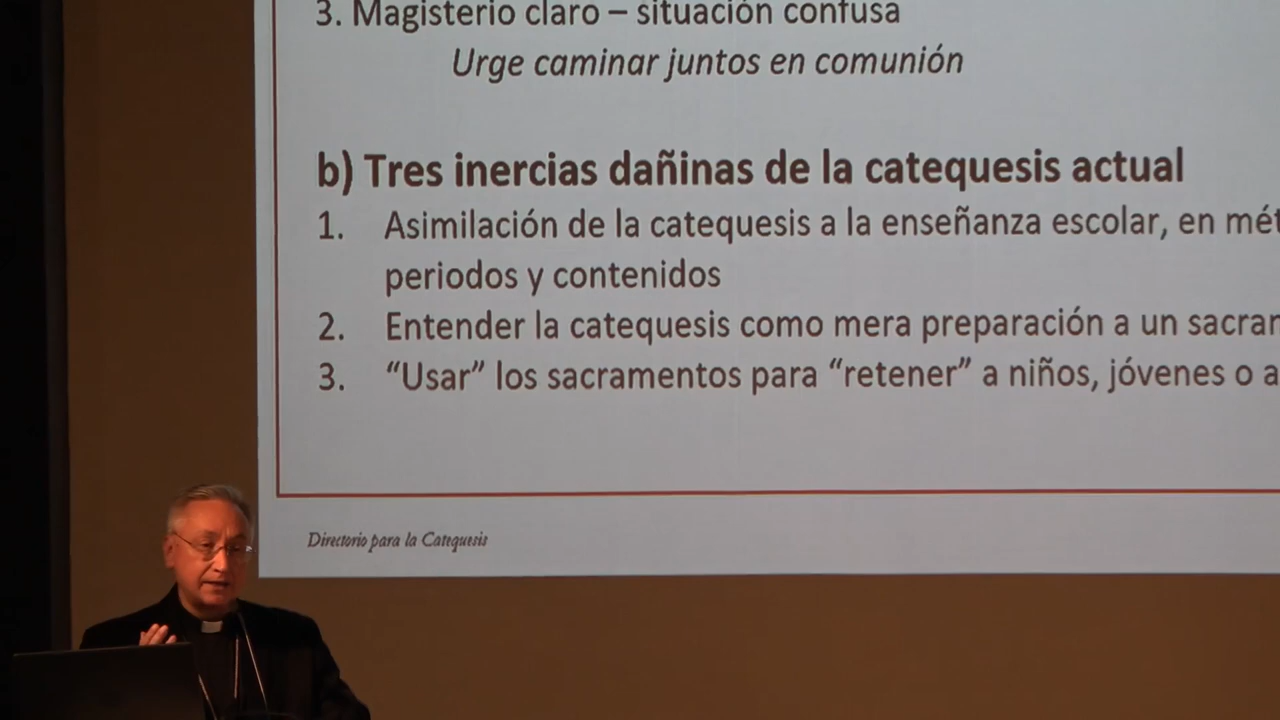 3. Magisterio claro – situación confusa
Urge caminar juntos en comunión
b) Tres inercias dañinas de la catequesis actual
1. Asimilación de la catequesis a la enseñanza escolar, en
periodos y contenidos
2. Entender la catequesis como mera preparación a un
3. “Usar” los sacramentos para “retener” a niños, jóvenes o
Directorio para la Catequesis